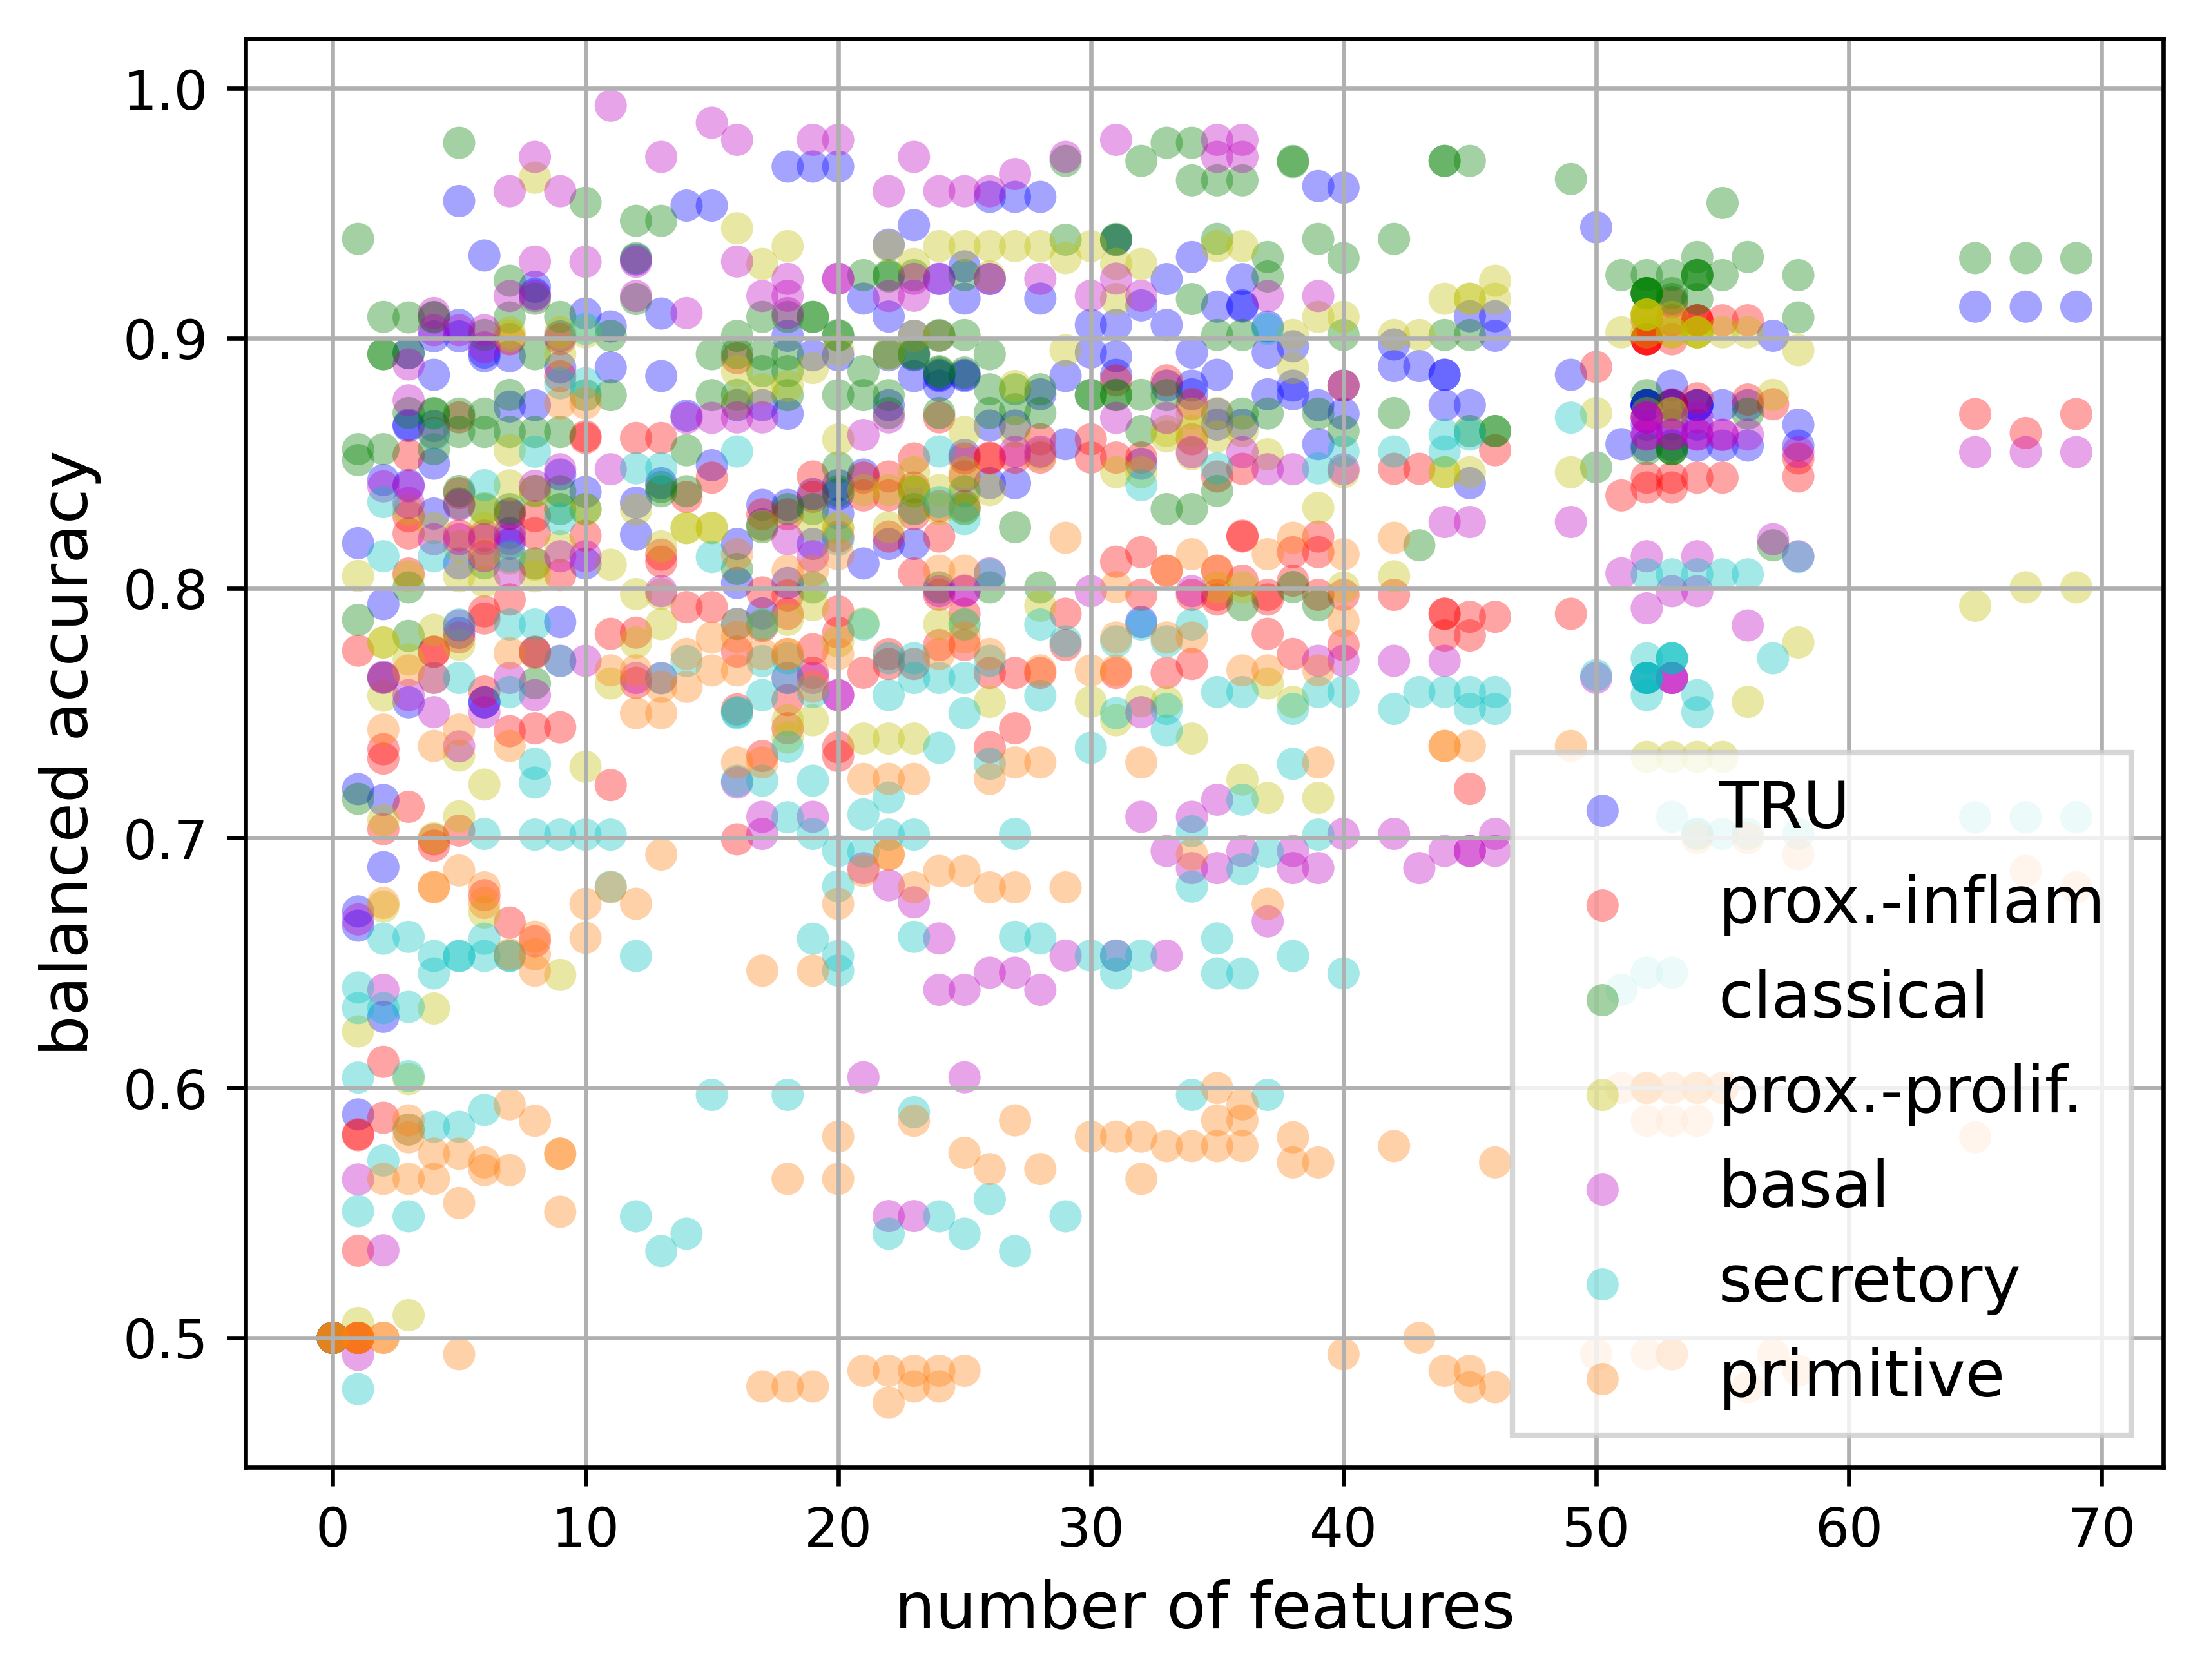 1.0
0.9
0.8
0.7
0.6
0.5
balanced accuracy
TRU
prox.-inflam
classical
prox.-prolif.
basal
secretory
primitive
0 10 20 30 40 50 60 70
number of features